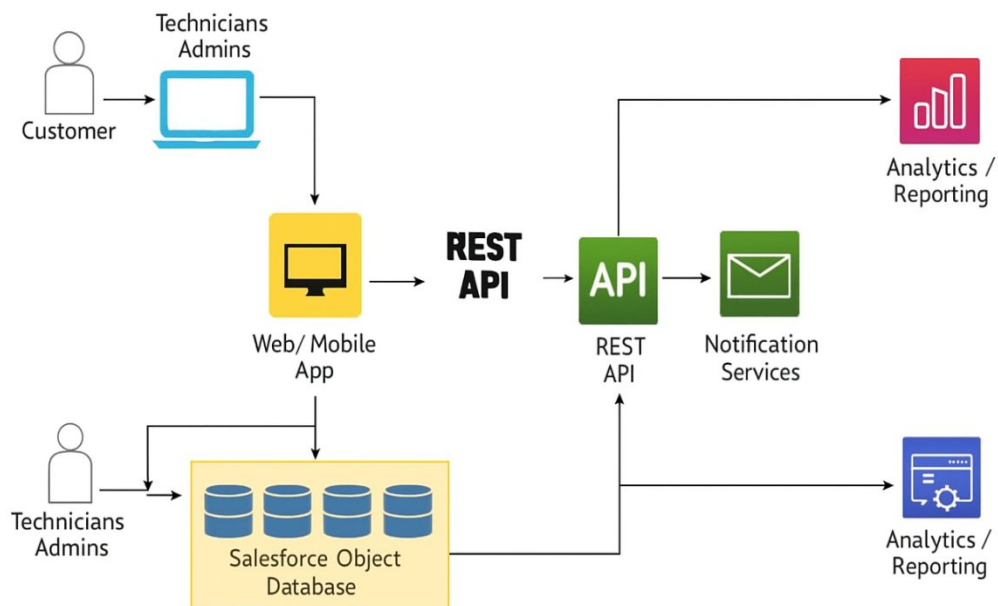 Technicians
Admins
Customer
Analytics /
Reporting
REST
API
API
Web/ Mobile
App
REST
API
Notification
Services
Technicians
Admins
Salesforce Object
Database
Analytics /
Reporting